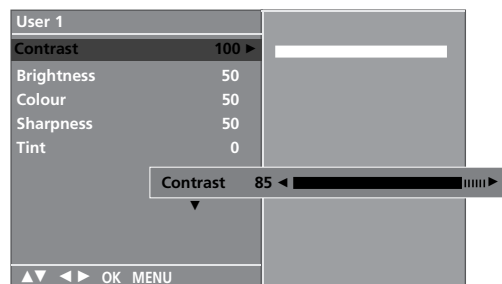 User 1
Contrast 100 ►
Brightness 50
Colour 50
Sharpness 50
Tint 0
Contrast 85 ◄ ►
▼
▲▼ ◄► OK MENU